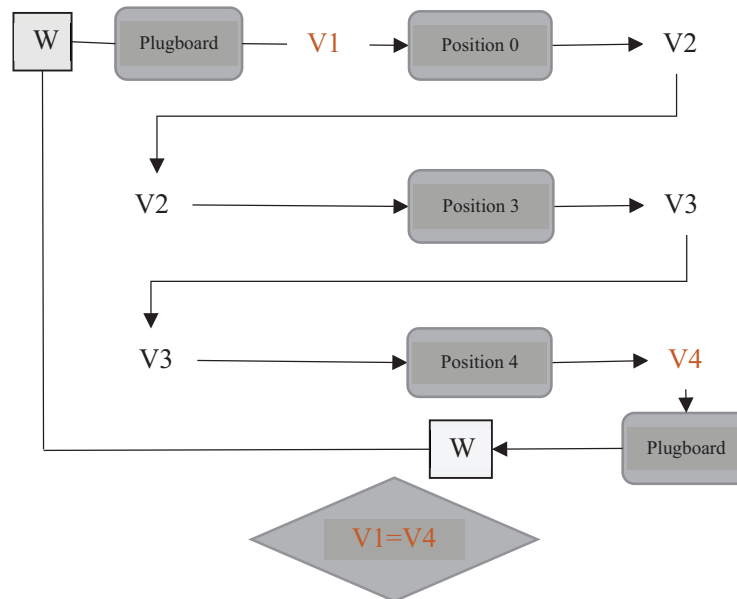 W Plugboard V1 Position 0 V2
V2 Position 3 V3
V3 Position 4 V4
W Plugboard
V1=V4